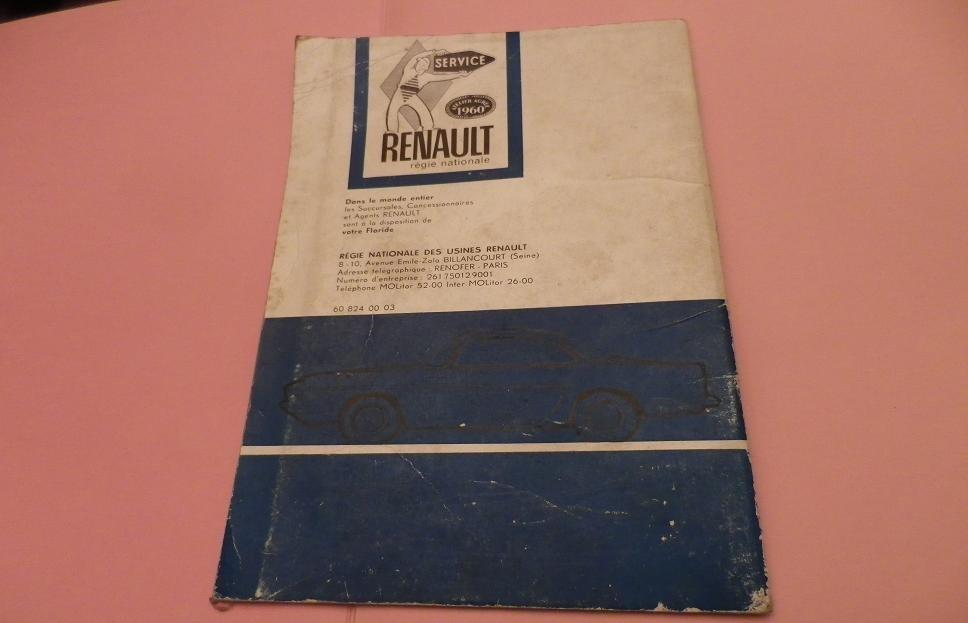 SERVICE
ATELIER AGRÉÉ
1960
RENAULT
régie nationale
Dans le monde entier
les Succursales, Concessionnaires
et Agents RENAULT
sont à la disposition de
votre Floride
RÉGIE NATIONALE DES USINES RENAULT
8-10, Avenue Emile-Zola BILLANCOURT (Seine)
Adresse télégraphique : RENOFER - PARIS
Numéro d'entreprise : 261750129001
Téléphone MOLitor 52-00 Inter MOLitor 26-00
60 824 00 03